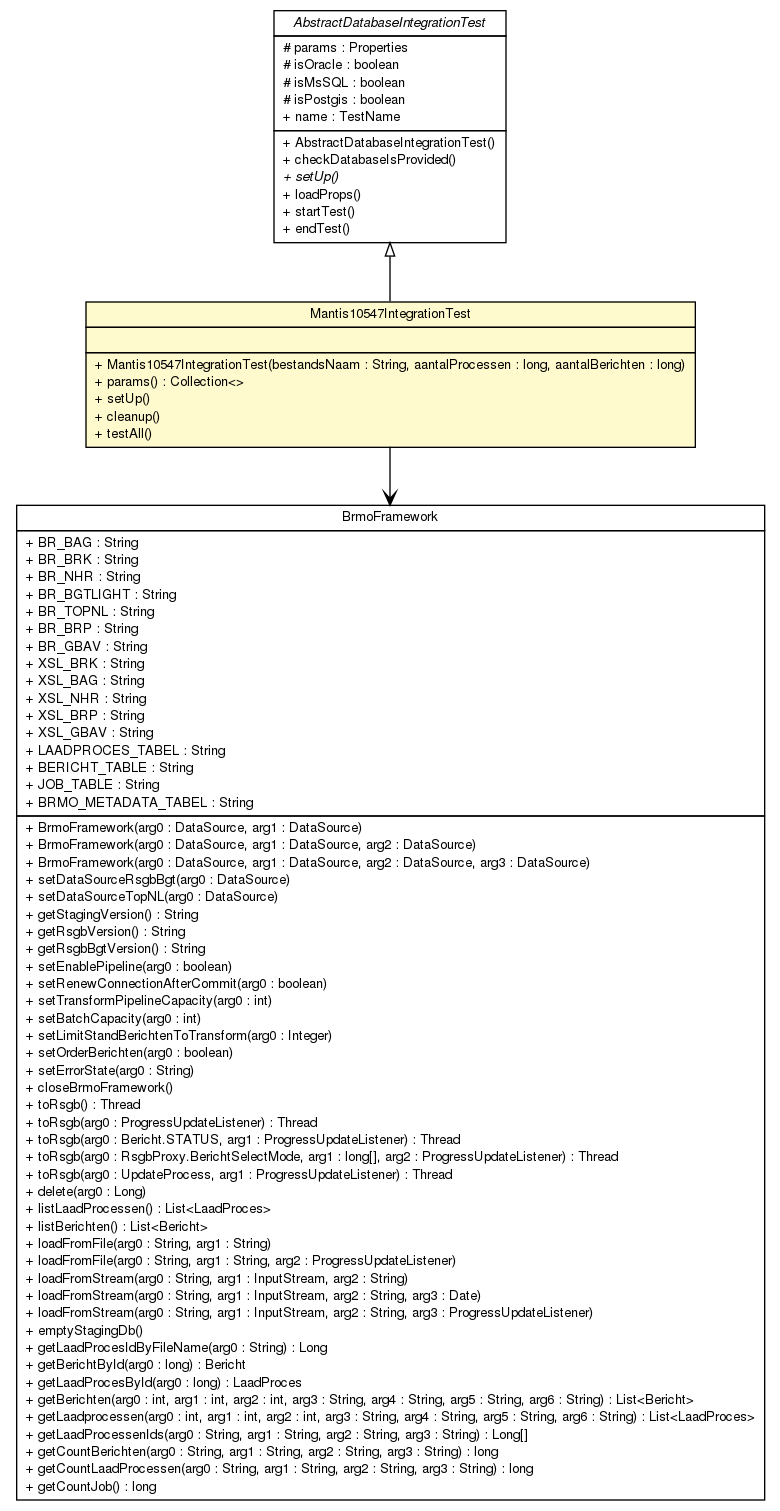 AbstractDatabaseIntegrationTest
# params : Properties
# isOracle : boolean
# isMsSQL : boolean
# isPostgis : boolean
+ name : TestName
+ AbstractDatabaseIntegrationTest()
+ checkDatabaseIsProvided()
+ setUp()
+ loadProps()
+ startTest()
+ endTest()
Mantis10547IntegrationTest
+ Mantis10547IntegrationTest(bestandsNaam : String, aantalProcessen : long, aantalBerichten : long)
+ params() : Collection<>
+ setUp()
+ cleanup()
+ testAll()
BrmoFramework
+ BR_BAG : String
+ BR_BRK : String
+ BR_NHR : String
+ BR_BGTLIGHT : String
+ BR_TOPNL : String
+ BR_BRP : String
+ BR_GBAV : String
+ XSL_BRK : String
+ XSL_BAG : String
+ XSL_NHR : String
+ XSL_BRP : String
+ XSL_GBAV : String
+ LAADPROCES_TABEL : String
+ BERICHT_TABLE : String
+ JOB_TABLE : String
+ BRMO_METADATA_TABEL : String
+ BrmoFramework(arg0 : DataSource, arg1 : DataSource)
+ BrmoFramework(arg0 : DataSource, arg1 : DataSource, arg2 : DataSource)
+ BrmoFramework(arg0 : DataSource, arg1 : DataSource, arg2 : DataSource, arg3 : DataSource)
+ setDataSourceRsgbBgt(arg0 : DataSource)
+ setDataSourceTopNL(arg0 : DataSource)
+ getStagingVersion() : String
+ getRsgbVersion() : String
+ getRsgbBgtVersion() : String
+ setEnablePipeline(arg0 : boolean)
+ setRenewConnectionAfterCommit(arg0 : boolean)
+ setTransformPipelineCapacity(arg0 : int)
+ setBatchCapacity(arg0 : int)
+ setLimitStandBerichtenToTransform(arg0 : Integer)
+ setOrderBerichten(arg0 : boolean)
+ setErrorState(arg0 : String)
+ closeBrmoFramework()
+ toRsgb() : Thread
+ toRsgb(arg0 : ProgressUpdateListener) : Thread
+ toRsgb(arg0 : Bericht.STATUS, arg1 : ProgressUpdateListener) : Thread
+ toRsgb(arg0 : RsgbProxy.BerichtSelectMode, arg1 : long[], arg2 : ProgressUpdateListener) : Thread
+ toRsgb(arg0 : UpdateProcess, arg1 : ProgressUpdateListener) : Thread
+ delete(arg0 : Long)
+ listLaadProcessen() : List<LaadProces>
+ listBerichten() : List<Bericht>
+ loadFromFile(arg0 : String, arg1 : String)
+ loadFromFile(arg0 : String, arg1 : String, arg2 : ProgressUpdateListener)
+ loadFromStream(arg0 : String, arg1 : InputStream, arg2 : String)
+ loadFromStream(arg0 : String, arg1 : InputStream, arg2 : String, arg3 : Date)
+ loadFromStream(arg0 : String, arg1 : InputStream, arg2 : String, arg3 : ProgressUpdateListener)
+ emptyStagingDb()
+ getLaadProcesIdByFileName(arg0 : String) : Long
+ getBerichtById(arg0 : long) : Bericht
+ getLaadProcesById(arg0 : long) : LaadProces
+ getBerichten(arg0 : int, arg1 : int, arg2 : int, arg3 : String, arg4 : String, arg5 : String, arg6 : String) : List<Bericht>
+ getLaadprocessen(arg0 : int, arg1 : int, arg2 : int, arg3 : String, arg4 : String, arg5 : String, arg6 : String) : List<LaadProces>
+ getLaadProcessenIds(arg0 : String, arg1 : String, arg2 : String, arg3 : String) : Long[]
+ getCountBerichten(arg0 : String, arg1 : String, arg2 : String, arg3 : String) : long
+ getCountLaadProcessen(arg0 : String, arg1 : String, arg2 : String, arg3 : String) : long
+ getCountJob() : long